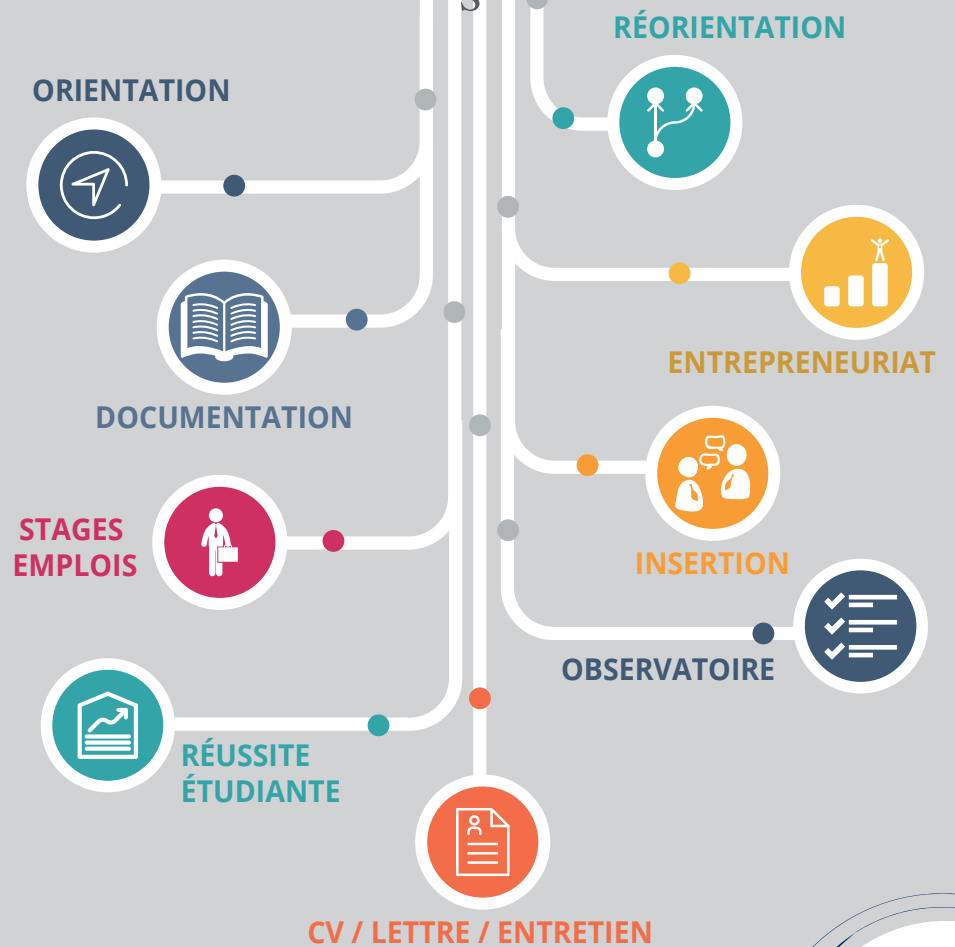 RÉORIENTATION
ORIENTATION
ENTREPRENEURIAT
DOCUMENTATION
STAGES
EMPLOIS
INSERTION
OBSERVATOIRE
RÉUSSITE
ÉTUDIANTE
CV / LETTRE / ENTRETIEN